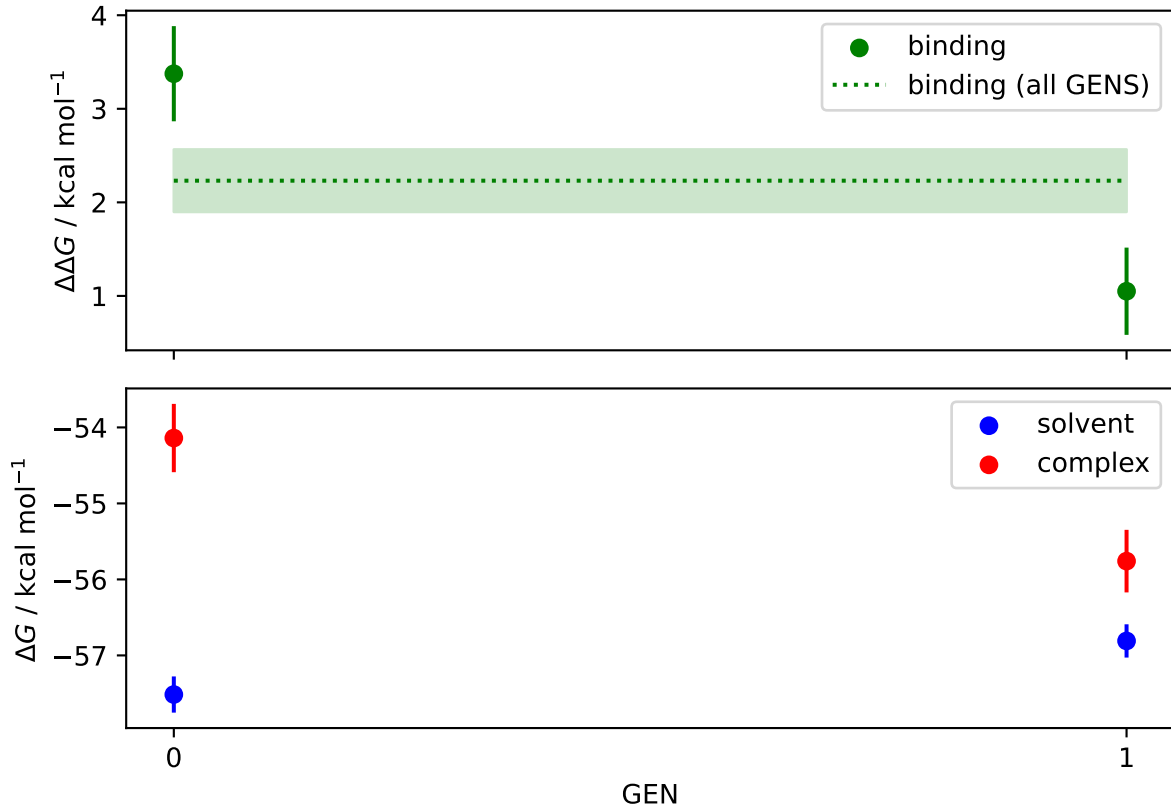 4
3
2
1
ΔΔG / kcal mol⁻¹
binding
binding (all GENS)
−54
−55
−56
−57
ΔG / kcal mol⁻¹
solvent
complex
0
1
GEN